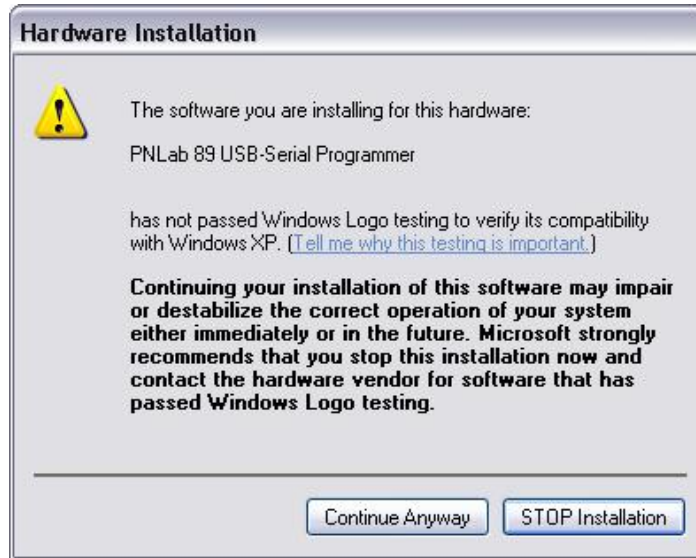 Hardware Installation
The software you are installing for this hardware:
PNLab 89 USB-Serial Programmer
has not passed Windows Logo testing to verify its compatibility
with Windows XP. (Tell me why this testing is important.)
Continuing your installation of this software may impair
or destabilize the correct operation of your system
either immediately or in the future. Microsoft strongly
recommends that you stop this installation now and
contact the hardware vendor for software that has
passed Windows Logo testing.
Continue Anyway
STOP Installation